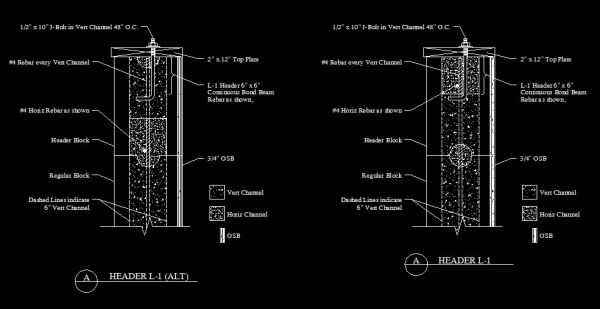 1/2" x 10" J-Bolt in Vert Channel 48" O.C.
#4 Rebar every Vert Channel
2" x 12" Top Plate
L-1 Header 6" x 6"
Continuous Bond Beam
Rebar as shown,
#4 Horiz Rebar as shown
Header Block
3/4" OSB
Regular Block
Dashed Lines indicate
6" Vert Channel
Vert Channel
Horiz Channel
OSB
A
HEADER L-1 (ALT)
1/2" x 10" J-Bolt in Vert Channel 48" O.C.
#4 Rebar every Vert Channel
2" x 12" Top Plate
L-1 Header 6" x 6"
Continuous Bond Beam
Rebar as shown,
#4 Horiz Rebar as shown
Header Block
3/4" OSB
Regular Block
Dashed Lines indicate
6" Vert Channel
Vert Channel
Horiz Channel
OSB
A
HEADER L-1